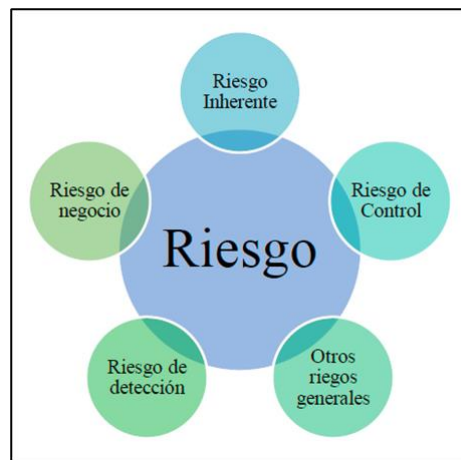 Riesgo
Inherente
Riesgo de
negocio
Riesgo de
Control
Riesgo
Riesgo de
detección
Otros
riegos
generales